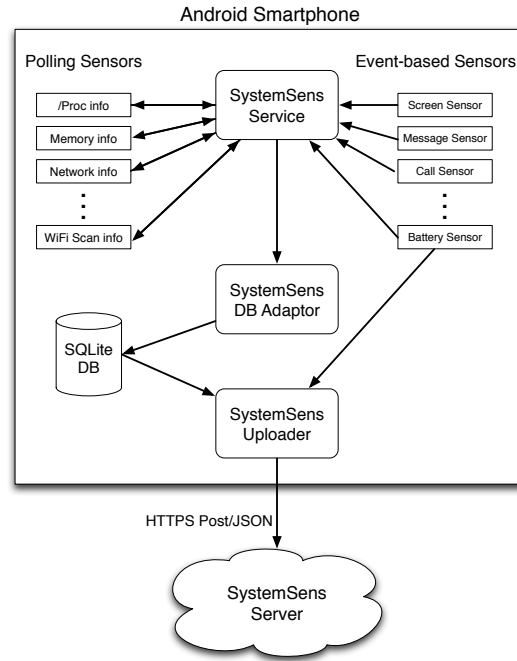 Android Smartphone
Polling Sensors
Event-based Sensors
/Proc info
Memory info
Network info
WiFi Scan info
SystemSens
Service
Screen Sensor
Message Sensor
Call Sensor
Battery Sensor
SystemSens
DB Adaptor
SQLite
DB
SystemSens
Uploader
HTTPS Post/JSON
SystemSens
Server